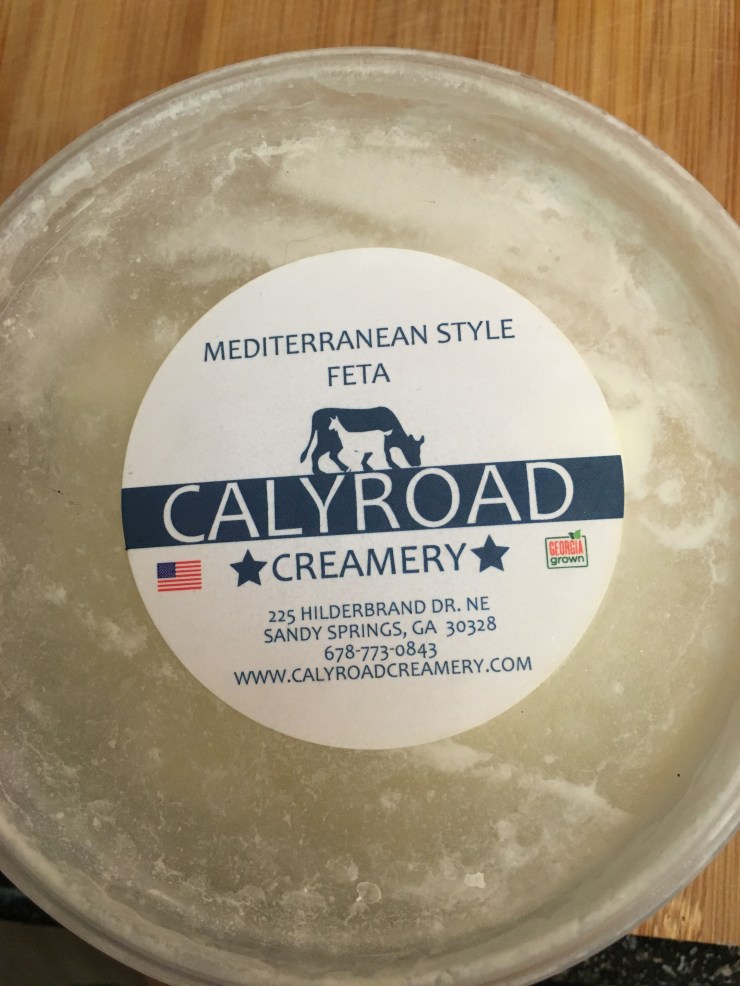 MEDITERRANEAN STYLE
FETA
CALYROAD
CREAMERY
GEORGIA
grown
225 HILDERBRAND DR. NE
SANDY SPRINGS, GA 30328
678-773-0843
WWW.CALYROADCREAMERY.COM